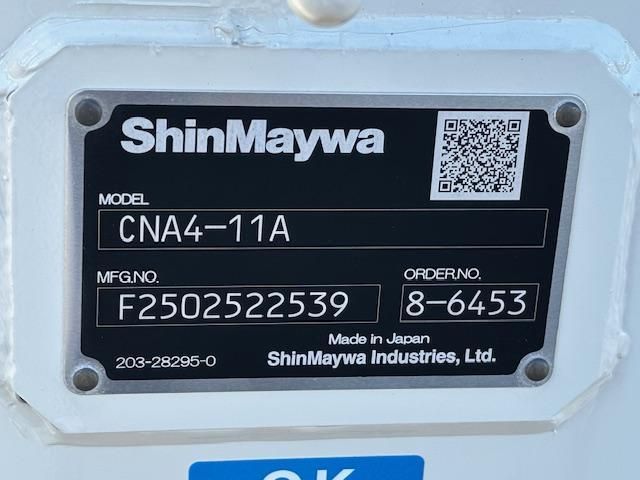 ShinMaywa
MODEL
CNA4-11A
MFG.NO. ORDER.NO.
F2502522539 8-6453
Made in Japan
203-28295-0 ShinMaywa Industries, Ltd.
OK